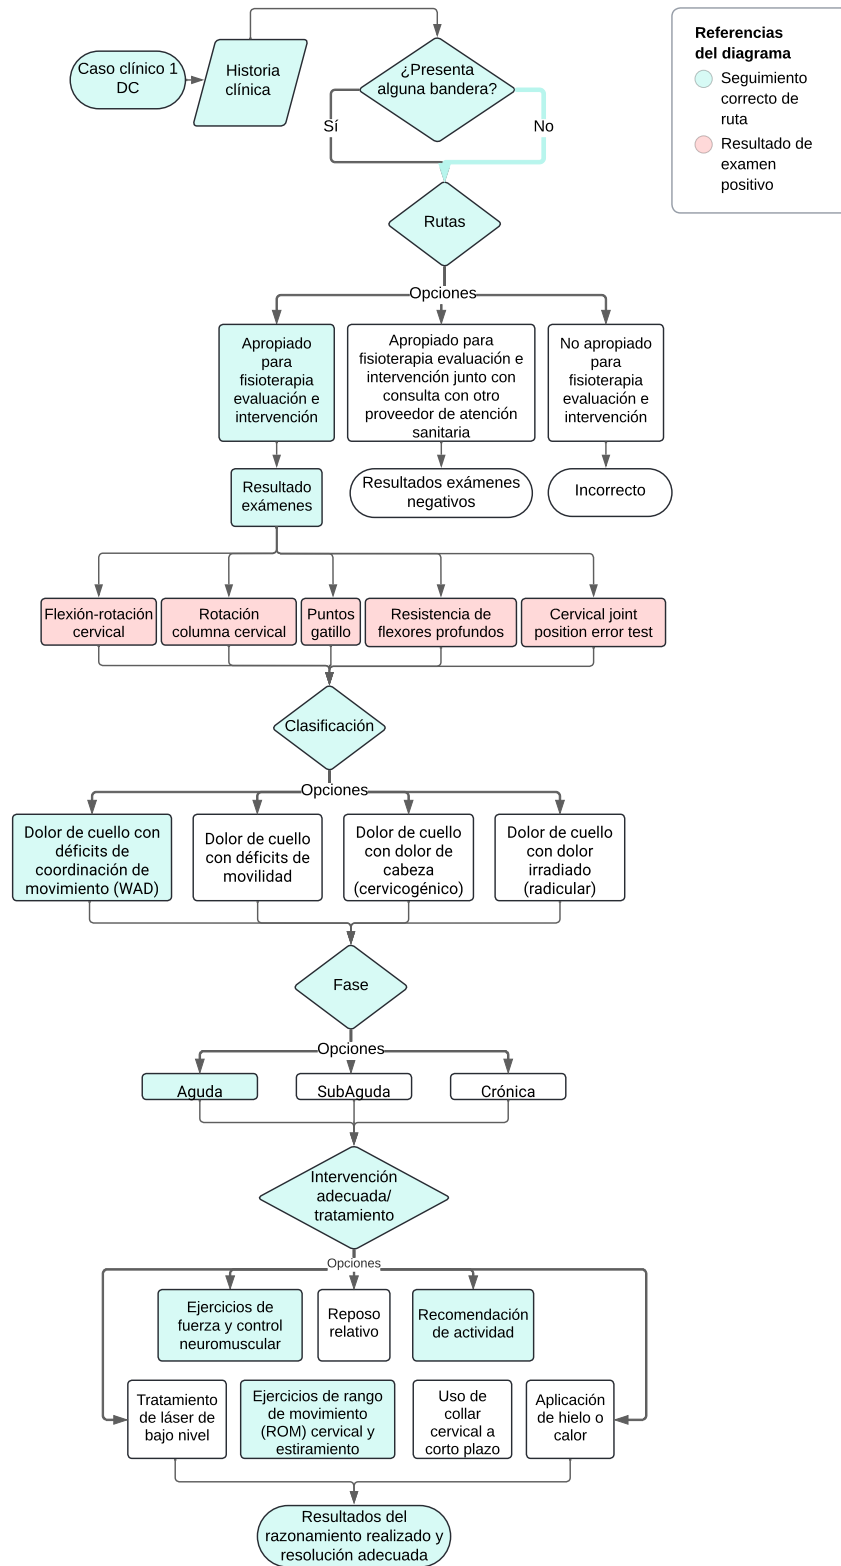 Referencias
del diagrama
Seguimiento
correcto de
ruta
Resultado de
examen
positivo
Caso clínico 1
DC
Historia
clínica
¿Presenta
alguna bandera?
Sí
No
Rutas
Opciones
Apropiado
para
fisioterapia
evaluación e
intervención
Apropiado para
fisioterapia evaluación e
intervención junto con
consulta con otro
proveedor de atención
sanitaria
No apropiado
para
fisioterapia
evaluación e
intervención
Resultado
exámenes
Resultados exámenes
negativos
Incorrecto
Flexión-rotación
cervical
Rotación
columna cervical
Puntos
gatillo
Resistencia de
flexores profundos
Cervical joint
position error test
Clasificación
Opciones
Dolor de cuello con
déficits de
coordinación de
movimiento (WAD)
Dolor de cuello
con déficits de
movilidad
Dolor de cuello
con dolor de
cabeza
(cervicogénico)
Dolor de cuello
con dolor
irradiado
(radicular)
Fase
Opciones
Aguda
SubAguda
Crónica
Intervención
adecuada/
tratamiento
Opciones
Ejercicios de
fuerza y control
neuromuscular
Reposo
relativo
Recomendación
de actividad
Tratamiento
de láser de
bajo nivel
Ejercicios de rango
de movimiento
(ROM) cervical y
estiramiento
Uso de
collar
cervical a
corto plazo
Aplicación
de hielo o
calor
Resultados del
razonamiento realizado y
resolución adecuada